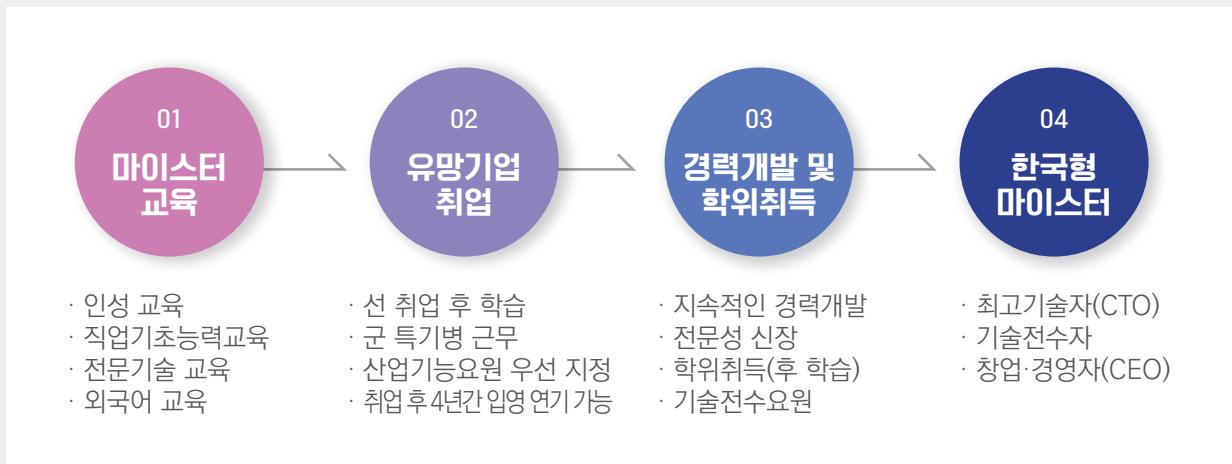 01
마이스터
교육
· 인성 교육
· 직업기초능력교육
· 전문기술 교육
· 외국어 교육
02
유망기업
취업
· 선 취업 후 학습
· 군 특기병 근무
· 산업기능요원 우선 지정
· 취업 후 4년간 입영 연기 가능
03
경력개발 및
학위취득
· 지속적인 경력개발
· 전문성 신장
· 학위취득(후 학습)
· 기술전수요원
04
한국형
마이스터
· 최고기술자(CTO)
· 기술전수자
· 창업·경영자(CEO)